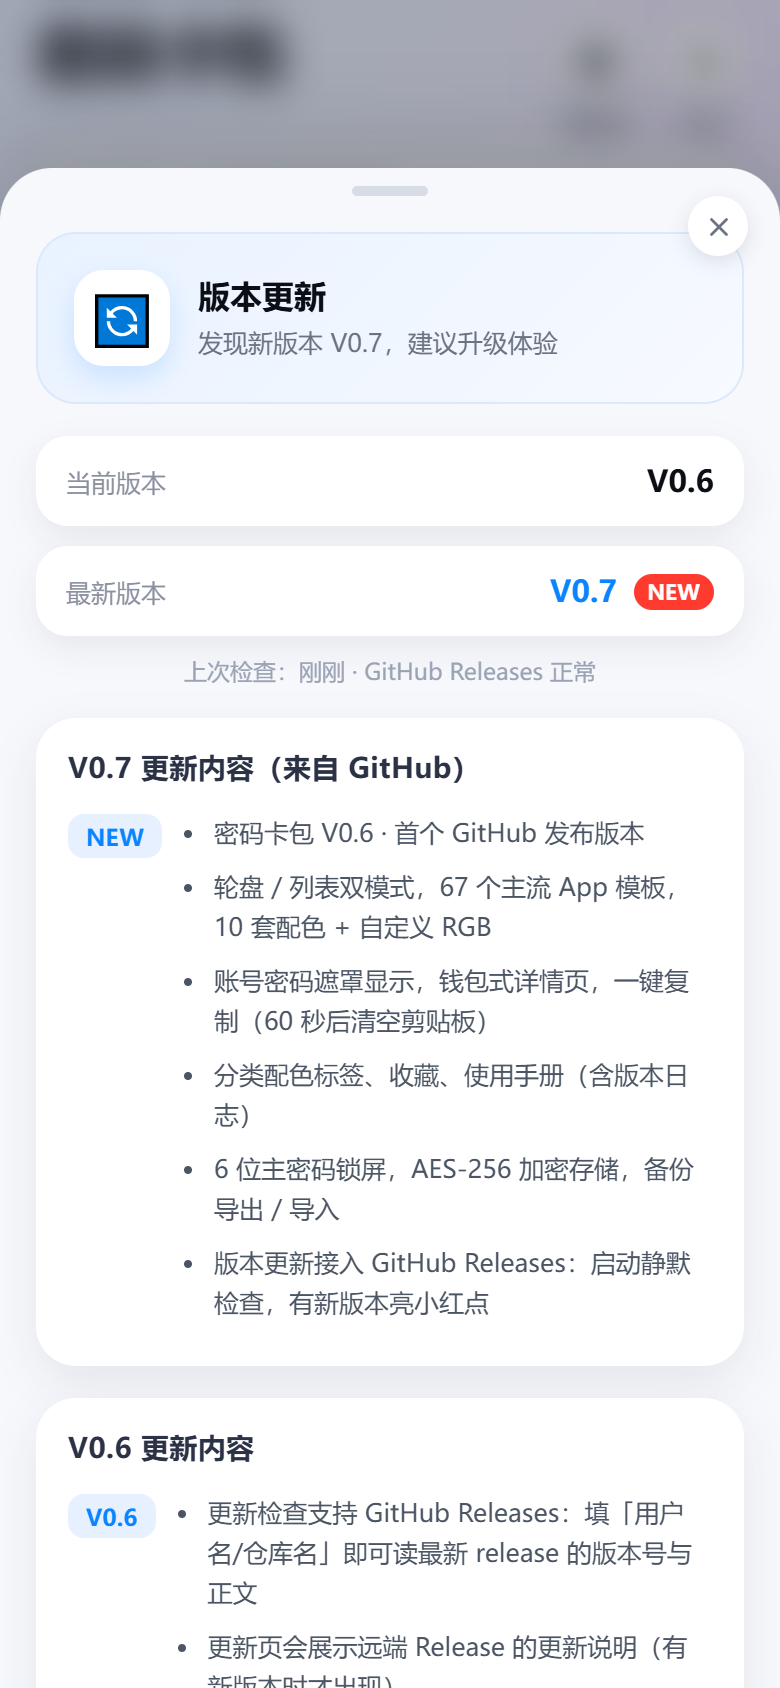 版本更新
发现新版本 V0.7，建议升级体验
当前版本
V0.6
最新版本
V0.7 NEW
上次检查：刚刚 · GitHub Releases 正常
V0.7 更新内容（来自 GitHub）
NEW
• 密码卡包 V0.6 · 首个 GitHub 发布版本
• 轮盘 / 列表双模式，67 个主流 App 模板，
10 套配色 + 自定义 RGB
• 账号密码遮罩显示，钱包式详情页，一键复
制（60 秒后清空剪贴板）
• 分类配色标签、收藏、使用手册（含版本日
志）
• 6 位主密码锁屏，AES-256 加密存储，备份
导出 / 导入
• 版本更新接入 GitHub Releases：启动静默
检查，有新版本亮小红点
V0.6 更新内容
V0.6
• 更新检查支持 GitHub Releases：填「用户
名/仓库名」即可读最新 release 的版本号与
正文
• 更新页会展示远端 Release 的更新说明（有
新版本时才出现）